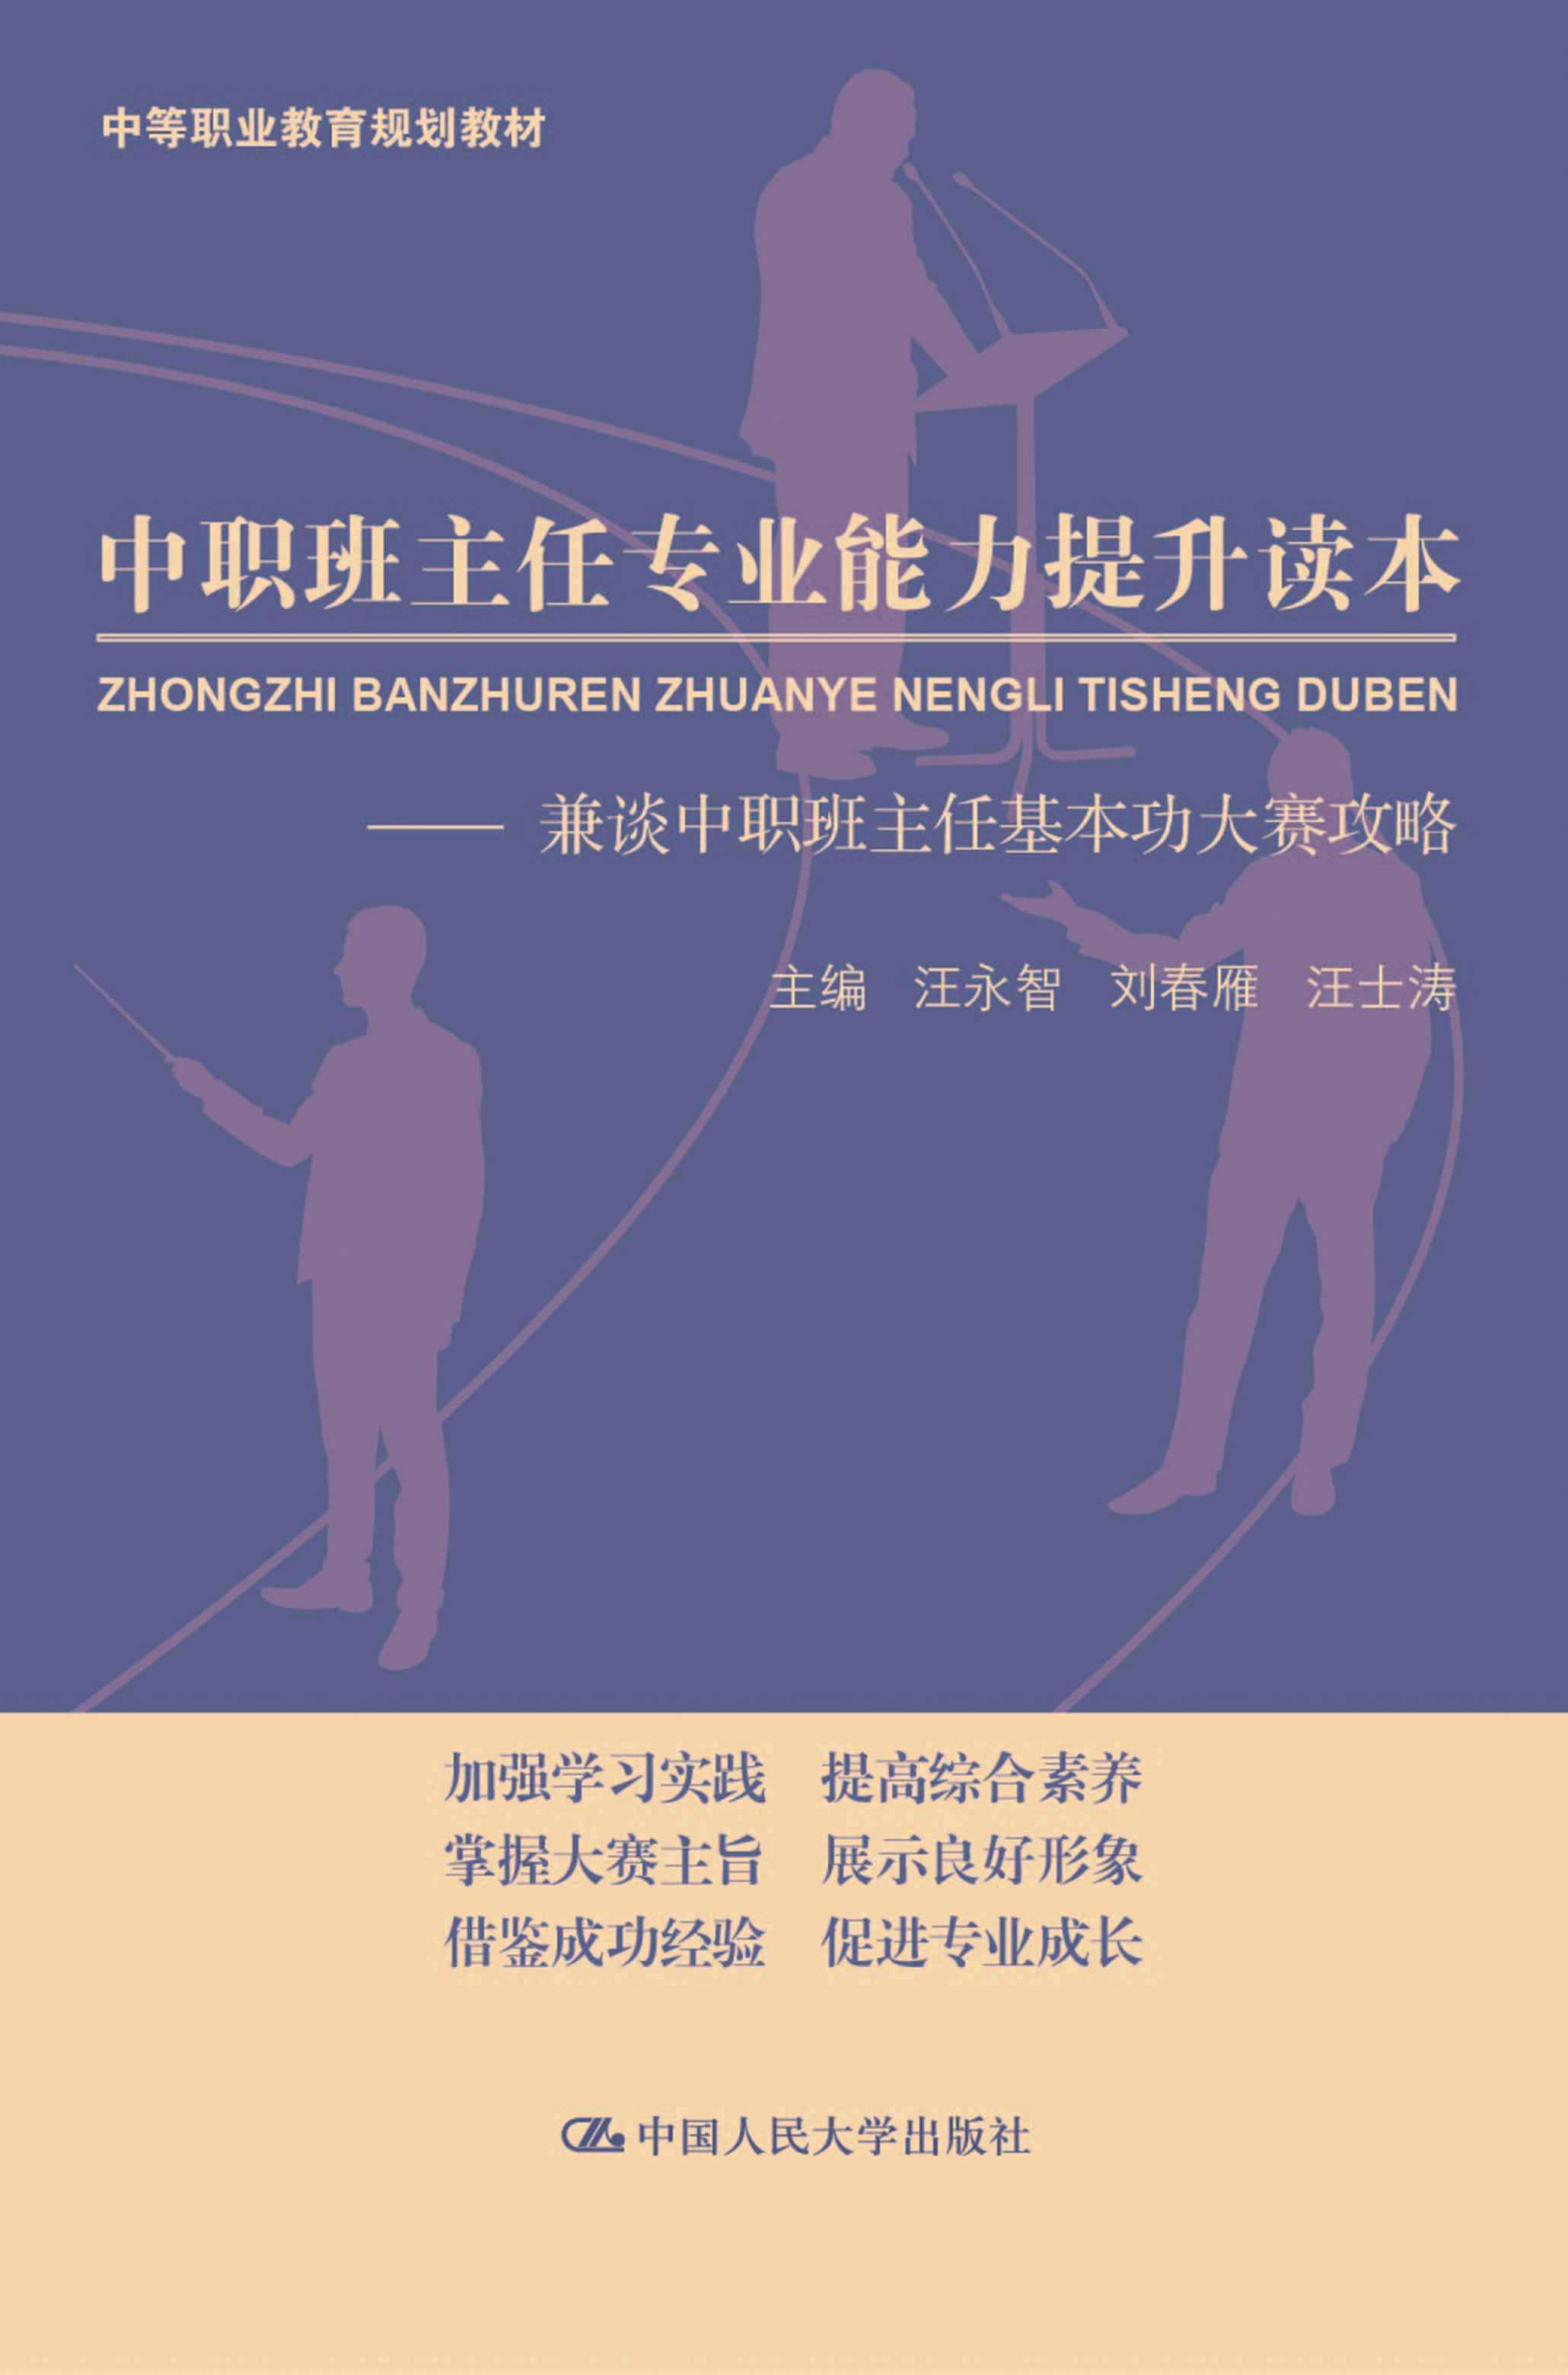 中等职业教育规划教材
中职班主任专业能力提升读本
ZHONGZHI BANZHUREN ZHUANYE NENGLI TISHENG DUBEN
—— 兼谈中职班主任基本功大赛攻略
主编 汪永智 刘春雁 汪士涛
加强学习实践 提高综合素养
掌握大赛主旨 展示良好形象
借鉴成功经验 促进专业成长
中国人民大学出版社